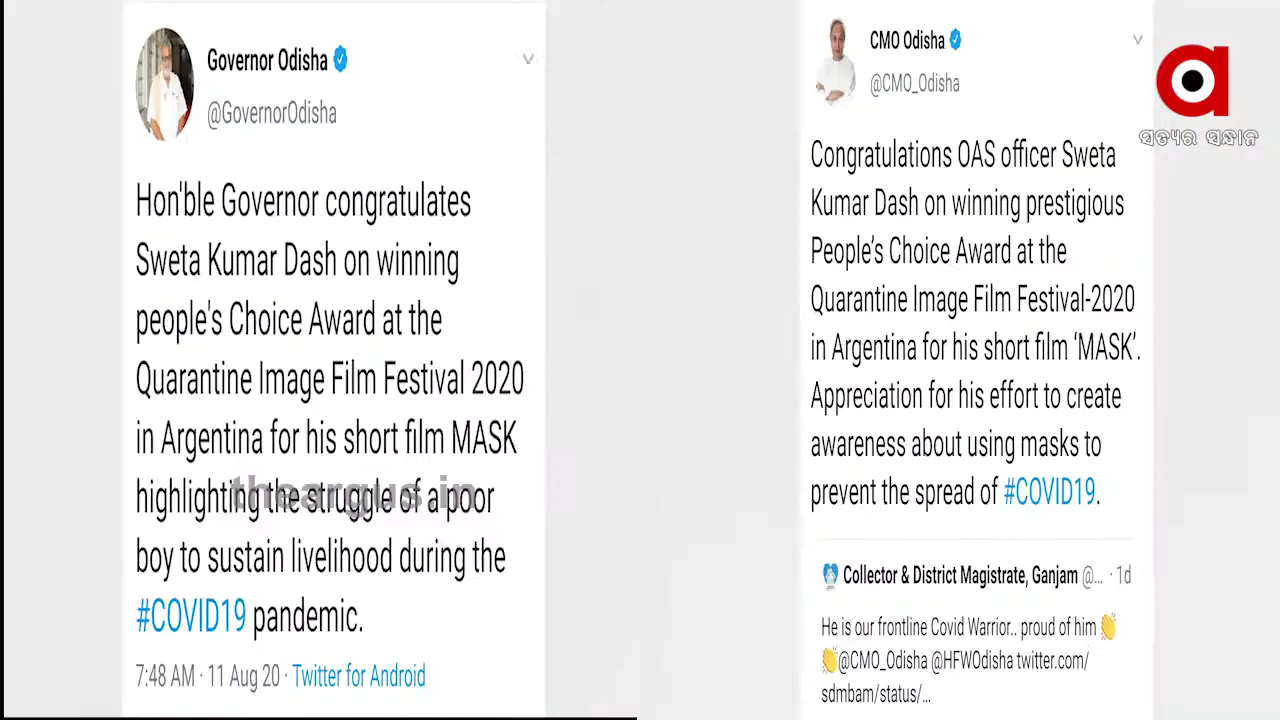 Governor Odisha
@GovernorOdisha
Hon'ble Governor congratulates
Sweta Kumar Dash on winning
people's Choice Award at the
Quarantine Image Film Festival 2020
in Argentina for his short film MASK
highlighting the struggle of a poor
boy to sustain livelihood during the
#COVID19 pandemic.
7:48 AM · 11 Aug 20 · Twitter for Android
theargus.in
CMO Odisha
@CMO_Odisha
Congratulations OAS officer Sweta
Kumar Dash on winning prestigious
People’s Choice Award at the
Quarantine Image Film Festival-2020
in Argentina for his short film ‘MASK’.
Appreciation for his effort to create
awareness about using masks to
prevent the spread of #COVID19.
Collector & District Magistrate, Ganjam @... · 1d
He is our frontline Covid Warrior.. proud of him 👏
👏@CMO_Odisha @HFWOdisha twitter.com/
sdmbam/status/...
a
ସତ୍ୟର ସନ୍ଧାନ